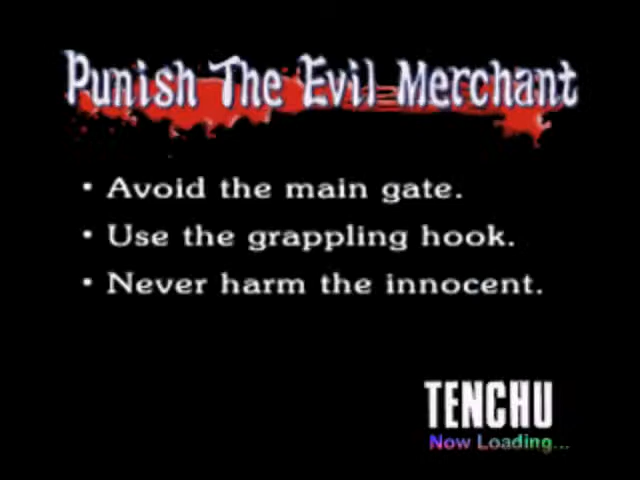 Punish The Evil Merchant
• Avoid the main gate.
• Use the grappling hook.
• Never harm the innocent.
TENCHU
Now Loading...